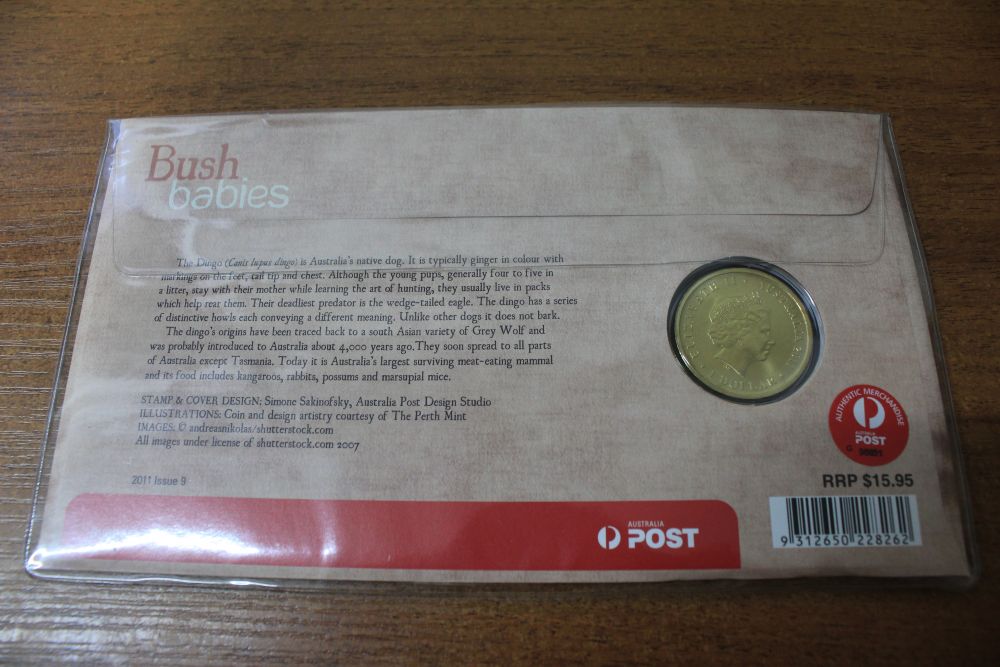 Bush
babies
The Dingo (Canis lupus dingo) is Australia's native dog. It is typically ginger in colour with
markings on the feet, tail tip and chest. Although the young pups, generally four to five in
a litter, stay with their mother while learning the art of hunting, they usually live in packs
which help rear them. Their deadliest predator is the wedge-tailed eagle. The dingo has a series
of distinctive howls each conveying a different meaning. Unlike other dogs it does not bark.
The dingo's origins have been traced back to a south Asian variety of Grey Wolf and
was probably introduced to Australia about 4,000 years ago.They soon spread to all parts
of Australia except Tasmania. Today it is Australia's largest surviving meat-eating mammal
and its food includes kangaroos, rabbits, possums and marsupial mice.
STAMP & COVER DESIGN: Simone Sakinofsky, Australia Post Design Studio
ILLUSTRATIONS: Coin and design artistry courtesy of The Perth Mint
IMAGES: © andreasnikolas/shutterstock.com
All images under license of shutterstock.com 2007
2011 Issue 9
ELIZABETH II AUSTRALIA
1 DOLLAR
AUTHENTIC MERCHANDISE
AUSTRALIA
POST
RRP $15.95
AUSTRALIA
POST
9 312650 228262